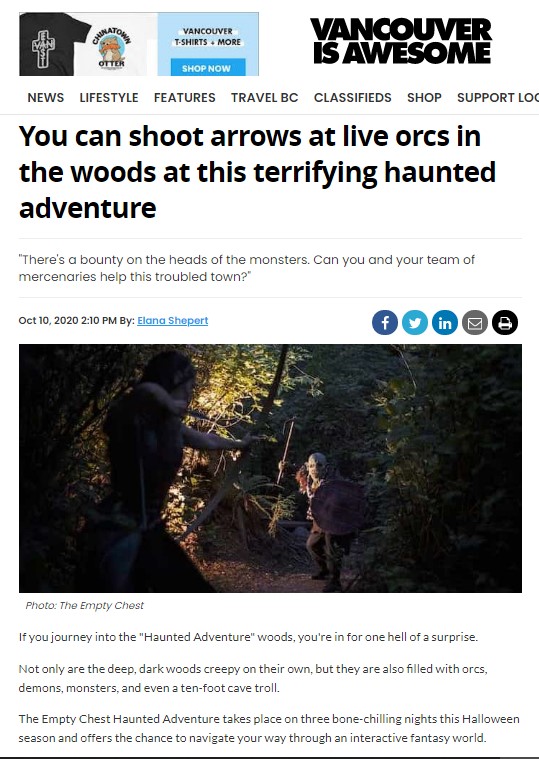 VAN
CHINATOWN
OTTER
VANCOUVER
T-SHIRTS + MORE
SHOP NOW
VANCOUVER
IS AWESOME
NEWS LIFESTYLE FEATURES TRAVEL BC CLASSIFIEDS SHOP SUPPORT LOC
You can shoot arrows at live orcs in
the woods at this terrifying haunted
adventure
"There's a bounty on the heads of the monsters. Can you and your team of
mercenaries help this troubled town?"
Oct 10, 2020 2:10 PM By: Elana Shepert
Photo: The Empty Chest
If you journey into the "Haunted Adventure" woods, you're in for one hell of a surprise.
Not only are the deep, dark woods creepy on their own, but they are also filled with orcs,
demons, monsters, and even a ten-foot cave troll.
The Empty Chest Haunted Adventure takes place on three bone-chilling nights this Halloween
season and offers the chance to navigate your way through an interactive fantasy world.